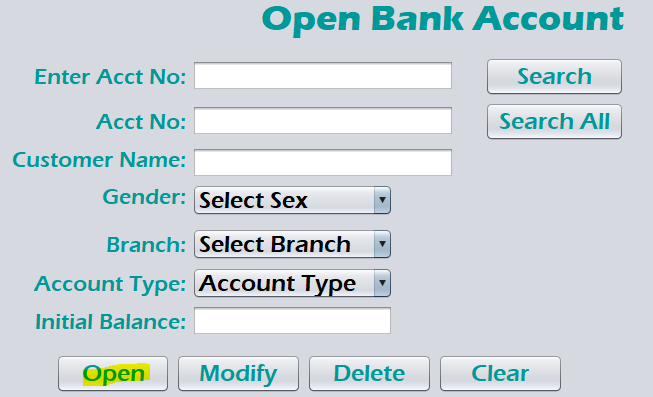 Open Bank Account
Enter Acct No: Search
Acct No: Search All
Customer Name:
Gender: Select Sex
Branch: Select Branch
Account Type: Account Type
Initial Balance:
Open Modify Delete Clear